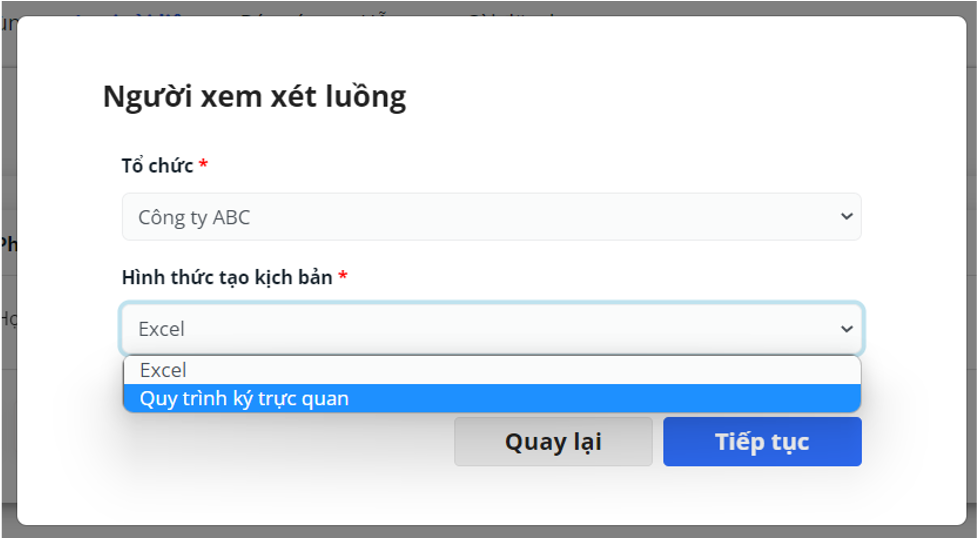 Người xem xét luồng
Tổ chức *
Công ty ABC
Hình thức tạo kịch bản *
Excel
Excel
Quy trình ký trực quan
Quay lại
Tiếp tục